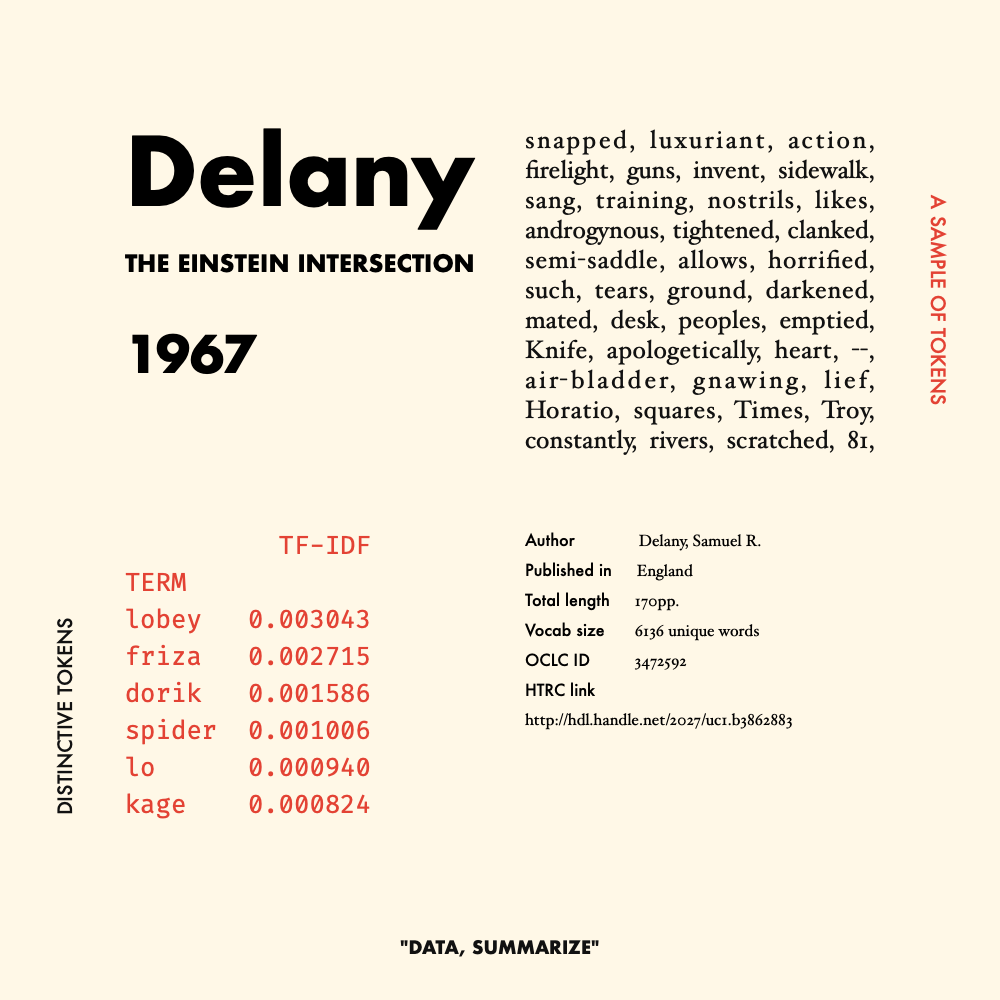 Delany
THE EINSTEIN INTERSECTION
1967
snapped, luxuriant, action,
firelight, guns, invent, sidewalk,
sang, training, nostrils, likes,
androgynous, tightened, clanked,
semi-saddle, allows, horrified,
such, tears, ground, darkened,
mated, desk, peoples, emptied,
Knife, apologetically, heart, --,
air-bladder, gnawing, lief,
Horatio, squares, Times, Troy,
constantly, rivers, scratched, 81,
A SAMPLE OF TOKENS
DISTINCTIVE TOKENS
TF-IDF
TERM
lobey 0.003043
friza 0.002715
dorik 0.001586
spider 0.001006
lo 0.000940
kage 0.000824
Author Delany, Samuel R.
Published in England
Total length 170pp.
Vocab size 6136 unique words
OCLC ID 3472592
HTRC link
http://hdl.handle.net/2027/uc1.b3862883
"DATA, SUMMARIZE"